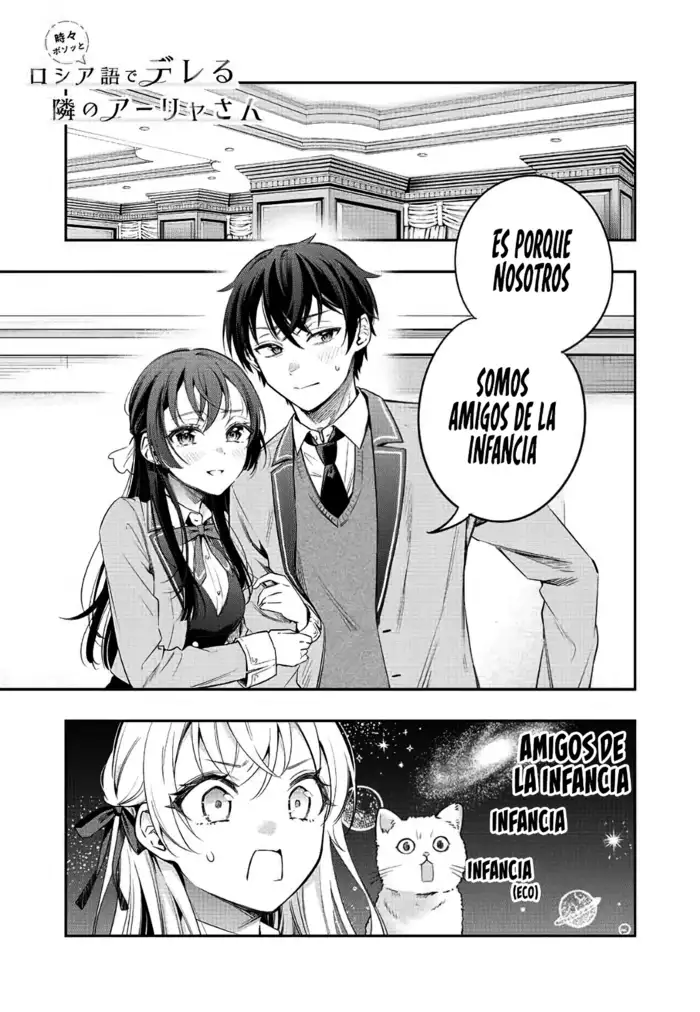 時々
ボソッと
ロシア語でデレる
隣のアーリャさん
ES PORQUE
NOSOTROS
SOMOS
AMIGOS DE LA
INFANCIA
AMIGOS DE
LA INFANCIA
INFANCIA
INFANCIA
(ECO)